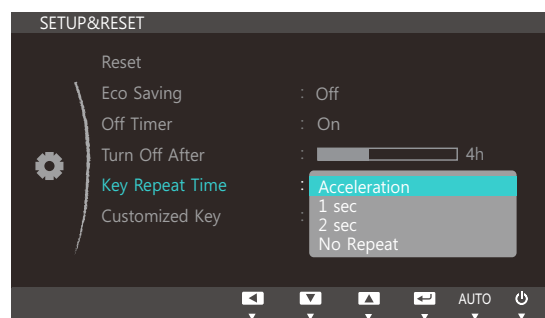 SETUP&RESET
Reset
Eco Saving : Off
Off Timer : On
Turn Off After : 4h
Key Repeat Time : Acceleration
1 sec
2 sec
No Repeat
Customized Key :
AUTO